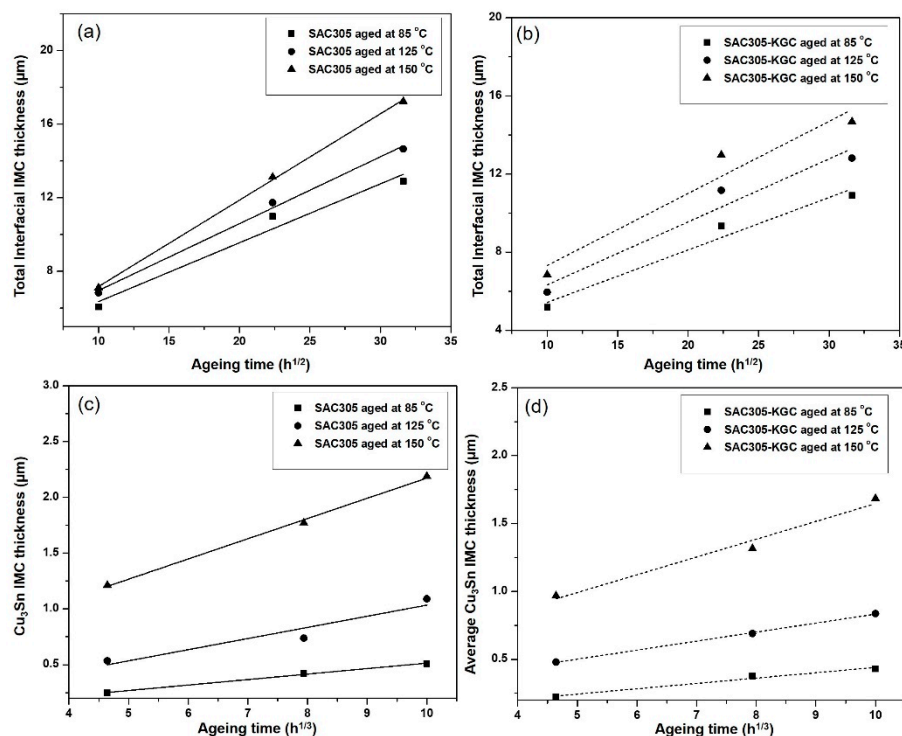 (a)
SAC305 aged at 85 °C
SAC305 aged at 125 °C
SAC305 aged at 150 °C
Total Interfacial IMC thickness (µm)
20
16
12
8
10 15 20 25 30 35
Ageing time (h1/2)
(b)
SAC305-KGC aged at 85 °C
SAC305-KGC aged at 125 °C
SAC305-KGC aged at 150 °C
Total Interfacial IMC thickness (µm)
20
16
12
8
4
10 15 20 25 30 35
Ageing time (h1/2)
(c)
SAC305 aged at 85 °C
SAC305 aged at 125 °C
SAC305 aged at 150 °C
Cu3Sn IMC thickness (µm)
3.0
2.5
2.0
1.5
1.0
0.5
4 5 6 7 8 9 10 11
Ageing time (h1/3)
(d)
SAC305-KGC aged at 85 °C
SAC305-KGC aged at 125 °C
SAC305-KGC aged at 150 °C
Average Cu3Sn IMC thickness (µm)
2.5
2.0
1.5
1.0
0.5
4 5 6 7 8 9 10 11
Ageing time (h1/3)